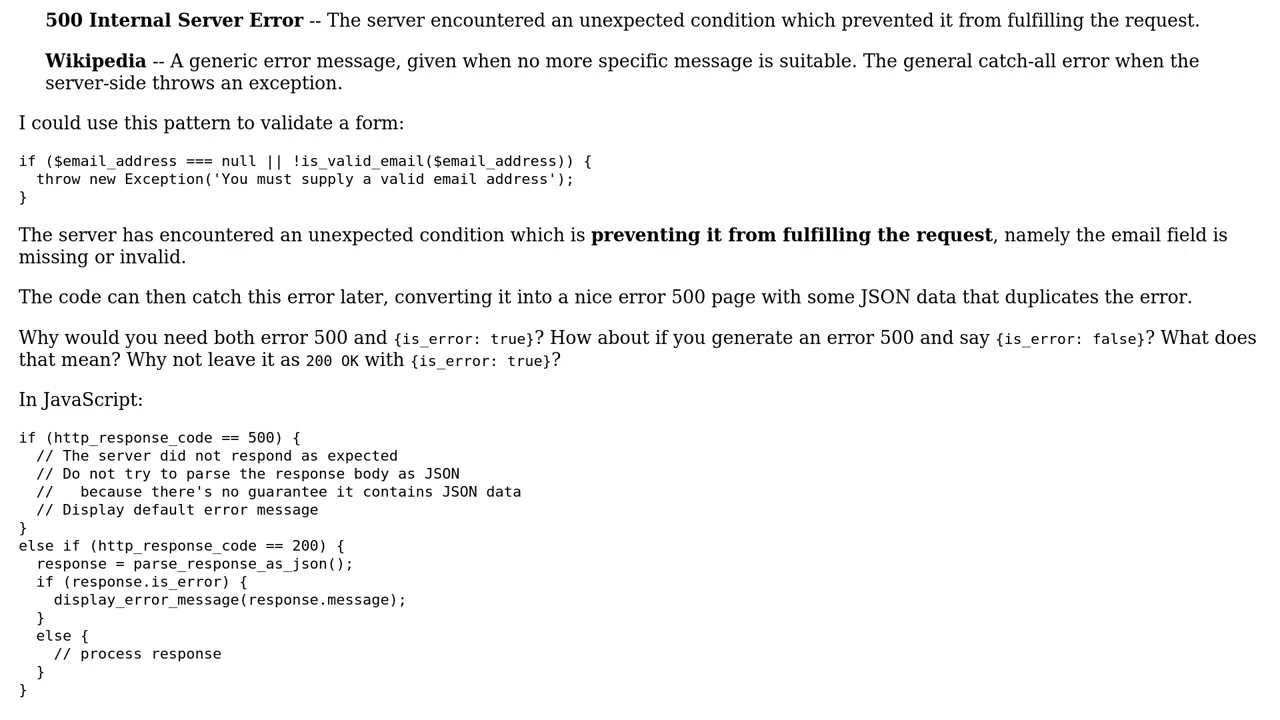 500 Internal Server Error -- The server encountered an unexpected condition which prevented it from fulfilling the request.
Wikipedia -- A generic error message, given when no more specific message is suitable. The general catch-all error when the
server-side throws an exception.
I could use this pattern to validate a form:
if ($email_address === null || !is_valid_email($email_address)) {
  throw new Exception('You must supply a valid email address');
}
The server has encountered an unexpected condition which is preventing it from fulfilling the request, namely the email field is
missing or invalid.
The code can then catch this error later, converting it into a nice error 500 page with some JSON data that duplicates the error.
Why would you need both error 500 and {is_error: true}? How about if you generate an error 500 and say {is_error: false}? What does
that mean? Why not leave it as 200 OK with {is_error: true}?
In JavaScript:
if (http_response_code == 500) {
  // The server did not respond as expected
  // Do not try to parse the response body as JSON
  //   because there's no guarantee it contains JSON data
  // Display default error message
}
else if (http_response_code == 200) {
  response = parse_response_as_json();
  if (response.is_error) {
    display_error_message(response.message);
  }
  else {
    // process response
  }
}